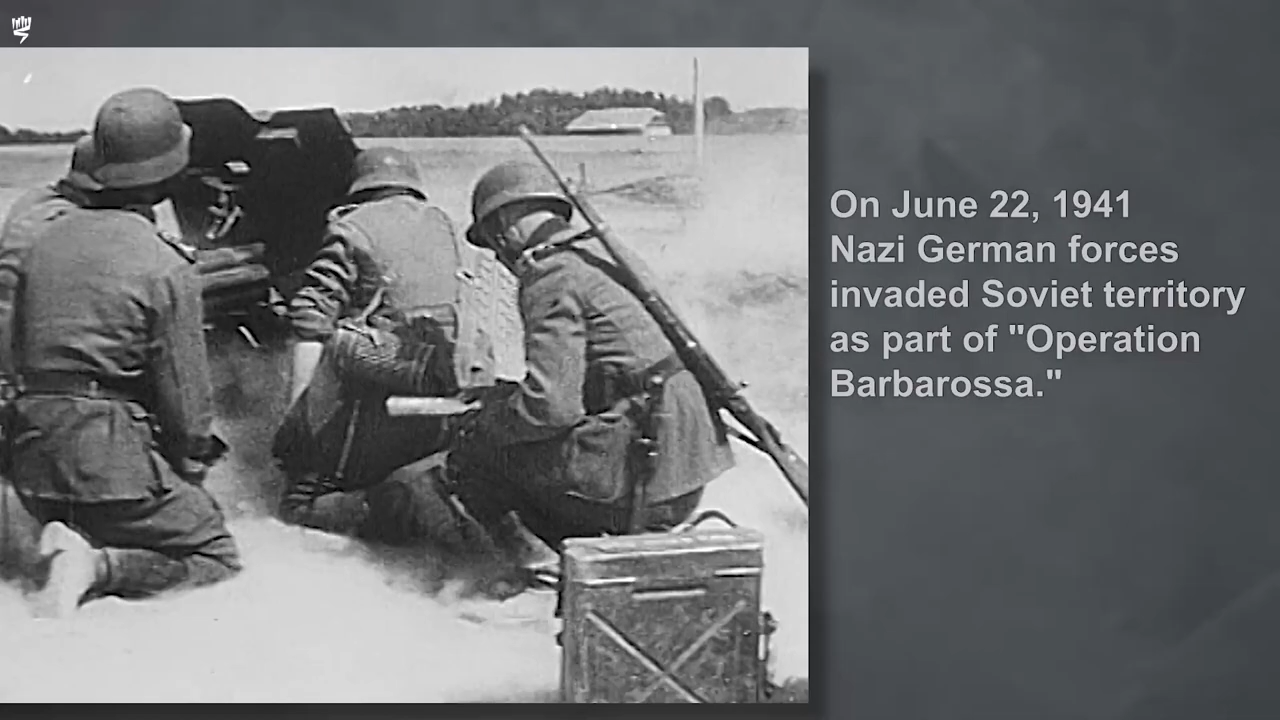 On June 22, 1941
Nazi German forces
invaded Soviet territory
as part of "Operation
Barbarossa."